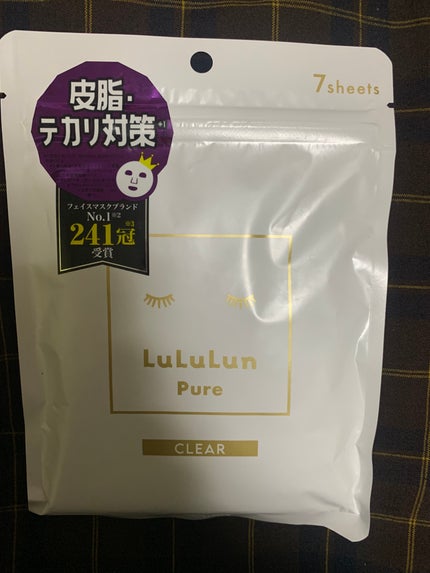 7sheets
皮脂・
テカリ対策※1
フェイスマスクブランド
No.1※2
241冠※3
受賞
LuLuLun
Pure
CLEAR